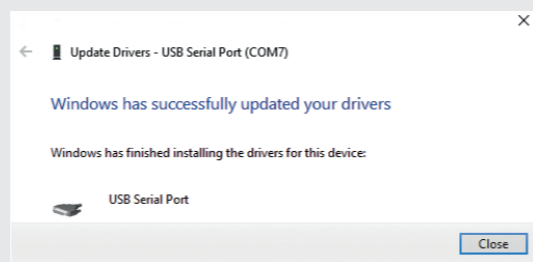 Update Drivers - USB Serial Port (COM7)
Windows has successfully updated your drivers
Windows has finished installing the drivers for this device:
USB Serial Port
Close